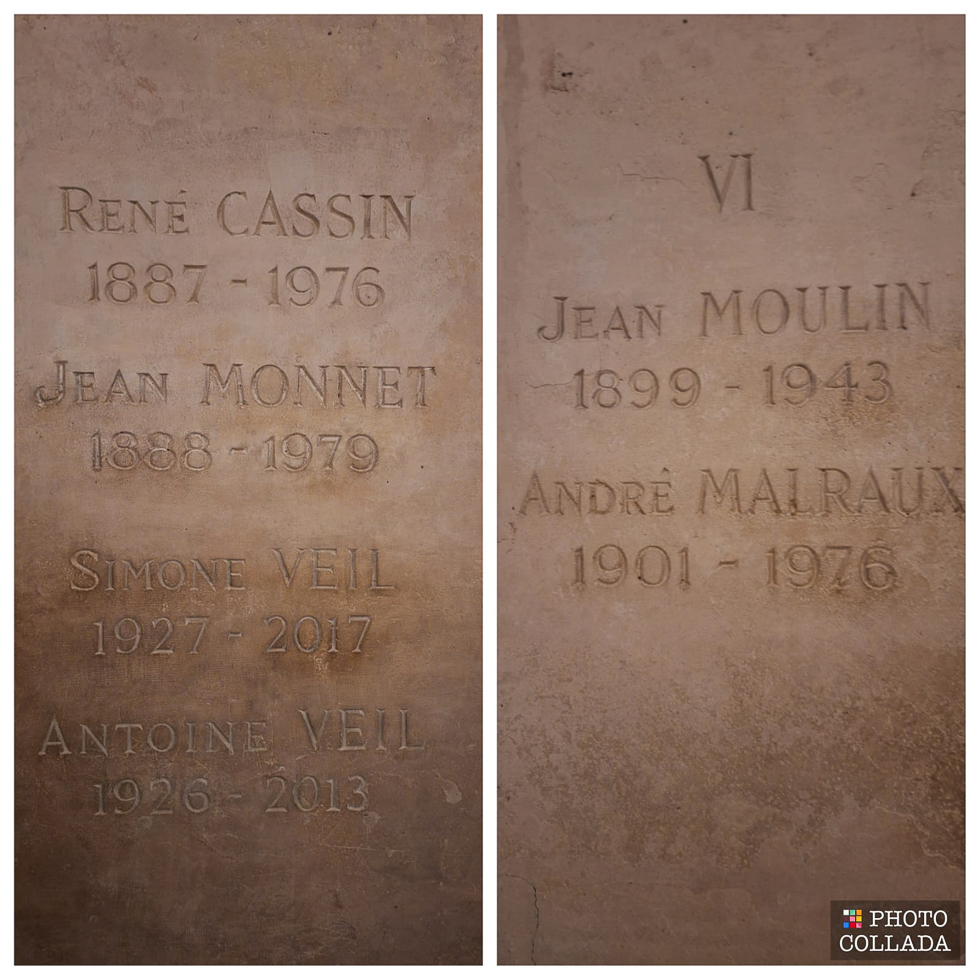 René CASSIN
1887 - 1976
Jean MONNET
1888 - 1979
Simone VEIL
1927 - 2017
Antoine VEIL
1926 - 2013
VI
Jean MOULIN
1899 - 1943
André MALRAUX
1901 - 1976
PHOTO
COLLADA